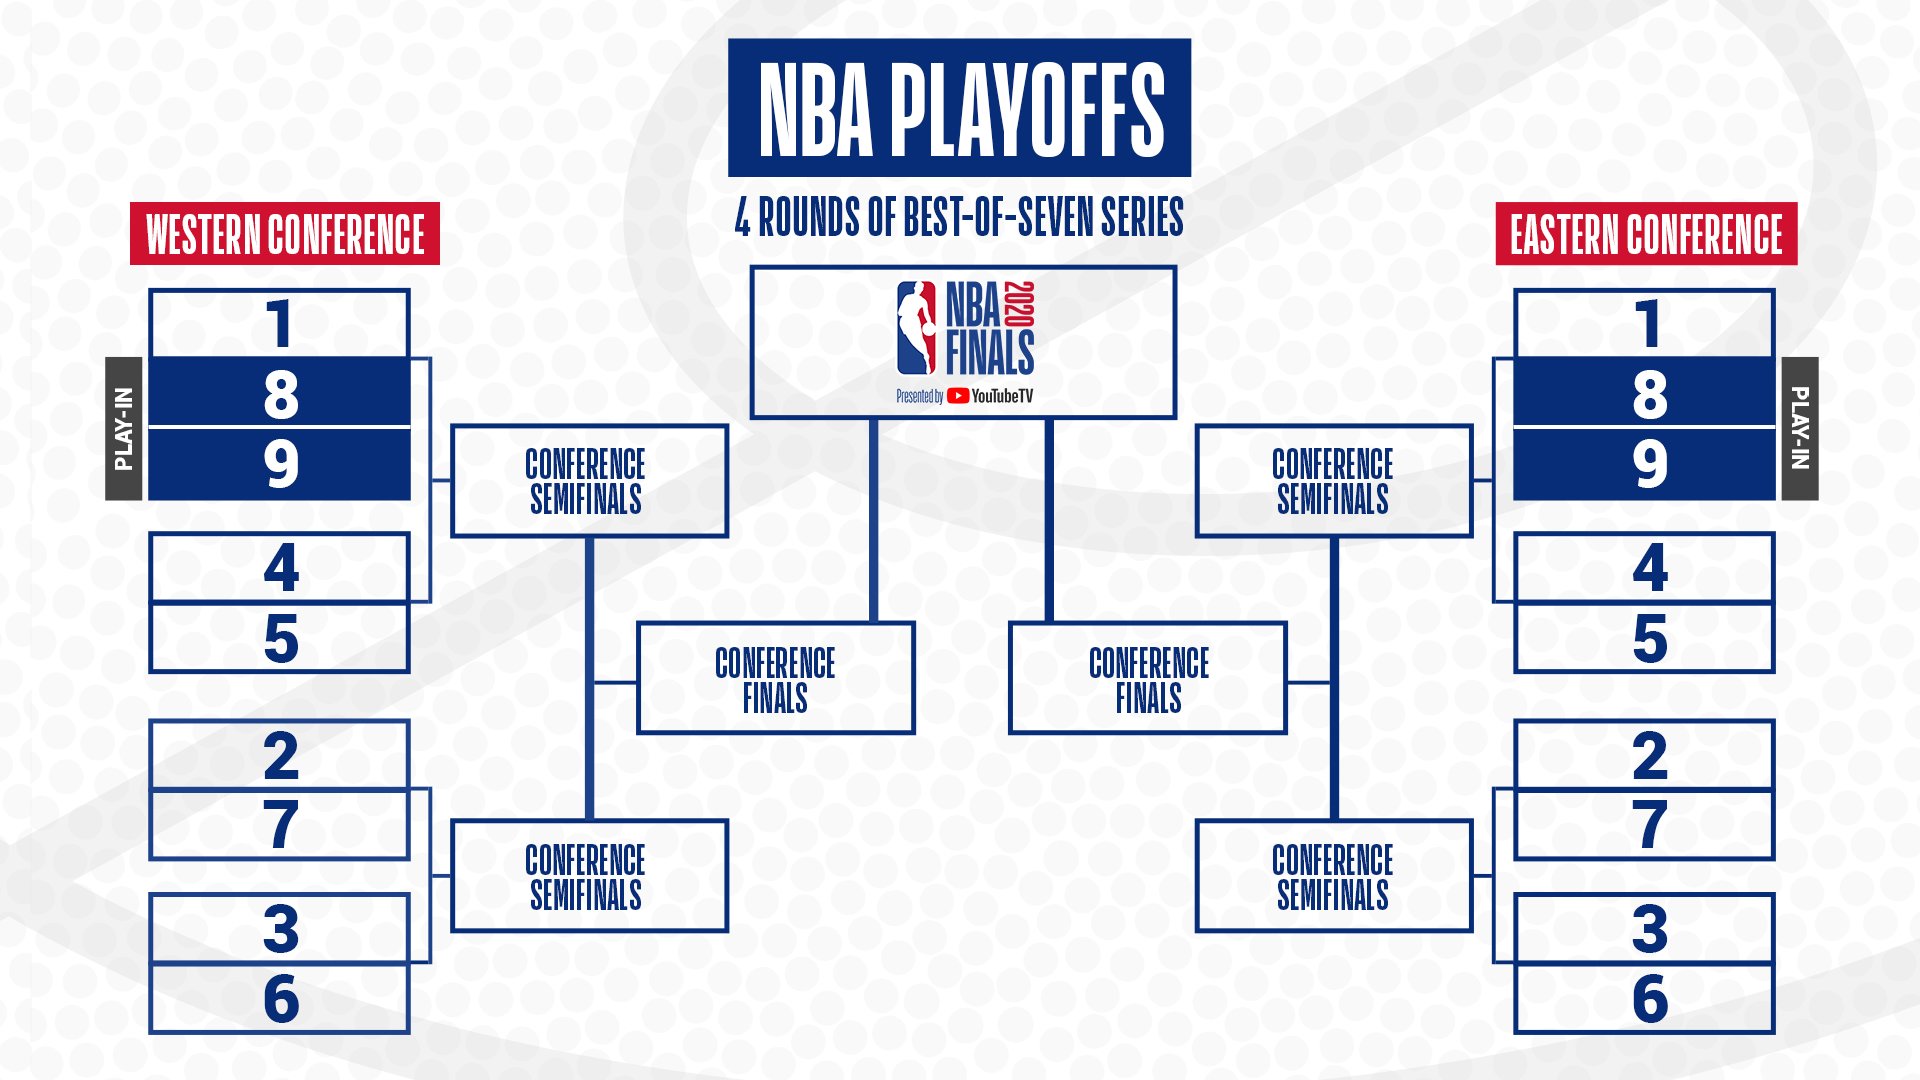 NBA PLAYOFFS
4 ROUNDS OF BEST-OF-SEVEN SERIES
WESTERN CONFERENCE
1
8
9
PLAY-IN
4
5
2
7
3
6
CONFERENCE
SEMIFINALS
CONFERENCE
SEMIFINALS
CONFERENCE
FINALS
NBA
FINALS
2020
Presented by YouTubeTV
CONFERENCE
FINALS
CONFERENCE
SEMIFINALS
CONFERENCE
SEMIFINALS
EASTERN CONFERENCE
1
8
9
PLAY-IN
4
5
2
7
3
6